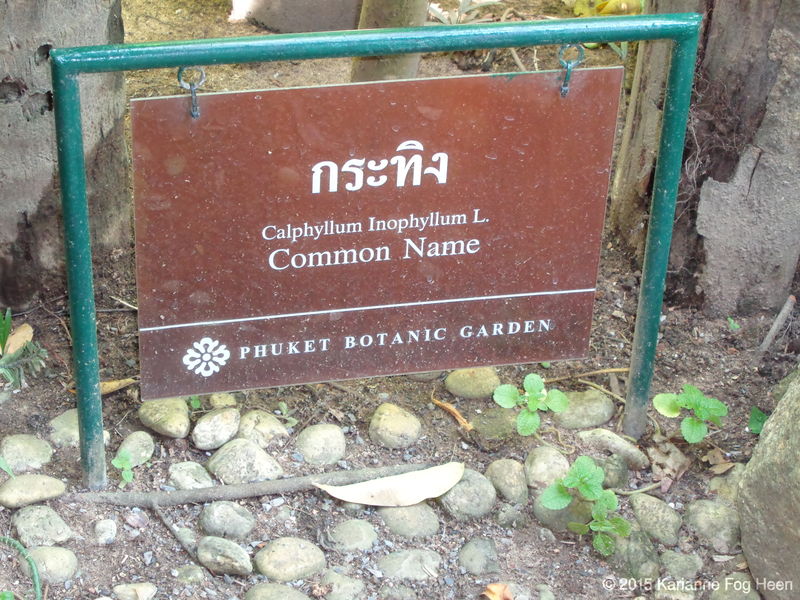 กระทิง
Calphyllum Inophyllum L.
Common Name
PHUKET BOTANIC GARDEN
© 2015 Karianne Fog Heen